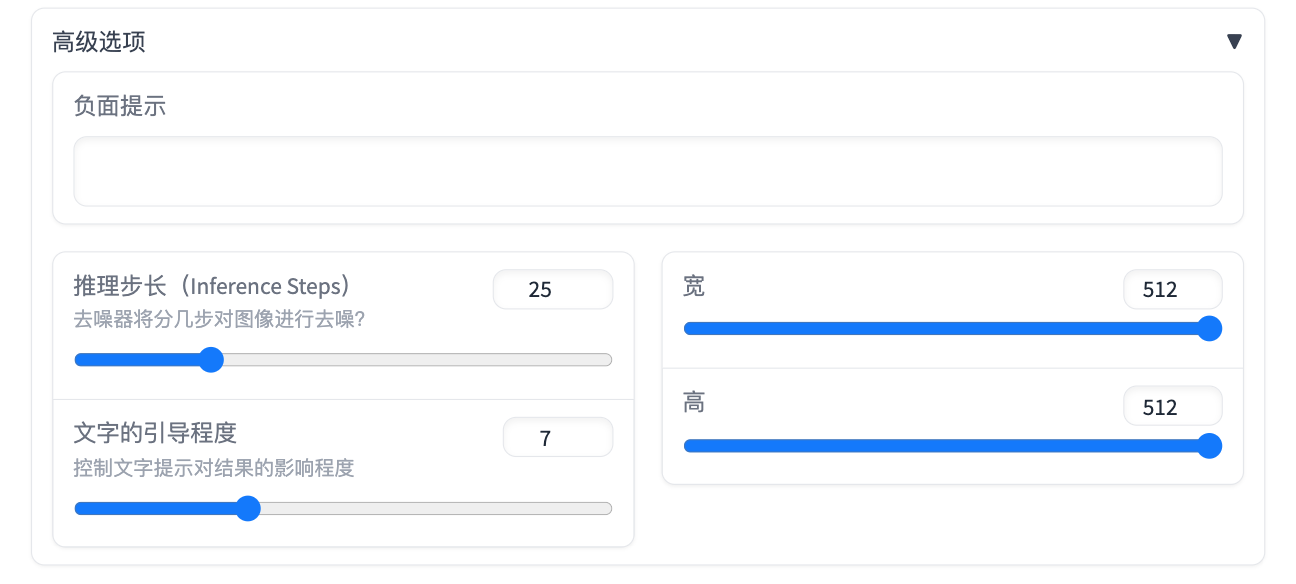 高级选项 ▼
负面提示
推理步长（Inference Steps） 25
去噪器将分几步对图像进行去噪?
文字的引导程度 7
控制文字提示对结果的影响程度
宽 512
高 512